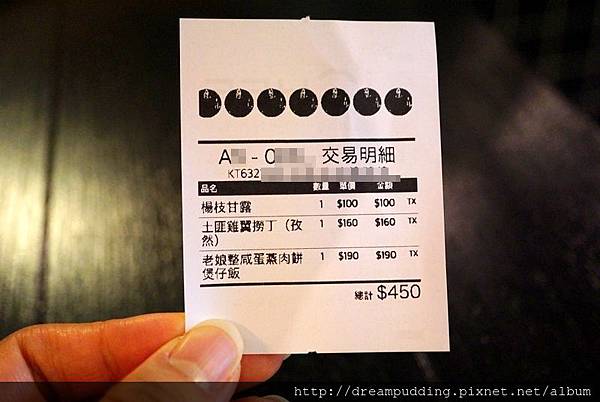 A - 0 交易明細
KT632
品名 數量 單價 金額
楊枝甘露 1 $100 $100 TX
土匪雞翼撈丁（孜 1 $160 $160 TX
然）
老娘整咸蛋蒸肉餅 1 $190 $190 TX
煲仔飯
總計 $450
http://dreampudding.pixnet.net/album